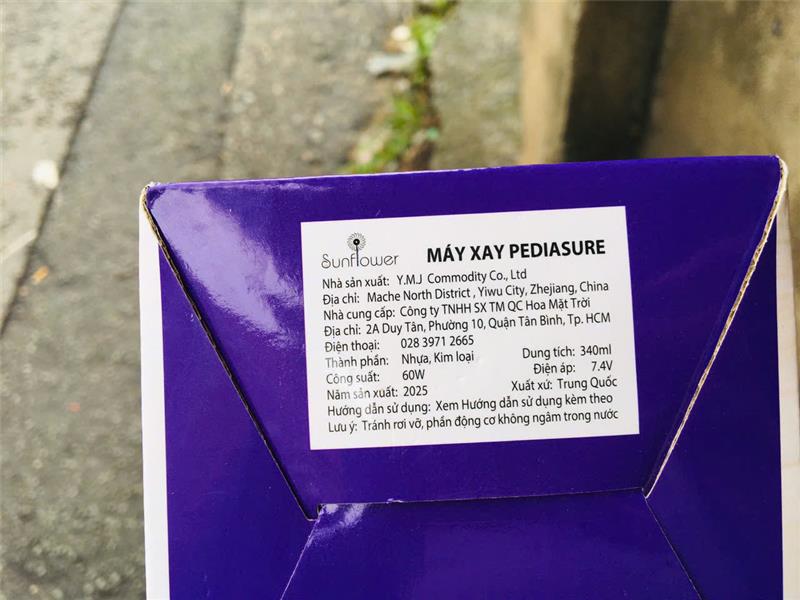 Sunflower
MÁY XAY PEDIASURE
Nhà sản xuất: Y.M.J Commodity Co., Ltd
Địa chỉ: Mache North District , Yiwu City, Zhejiang, China
Nhà cung cấp: Công ty TNHH SX TM QC Hoa Mặt Trời
Địa chỉ: 2A Duy Tân, Phường 10, Quận Tân Bình, Tp. HCM
Điện thoại: 028 3971 2665
Thành phần: Nhựa, Kim loại Dung tích: 340ml
Công suất: 60W Điện áp: 7.4V
Năm sản xuất: 2025 Xuất xứ: Trung Quốc
Hướng dẫn sử dụng: Xem Hướng dẫn sử dụng kèm theo
Lưu ý: Tránh rơi vỡ, phần động cơ không ngâm trong nước